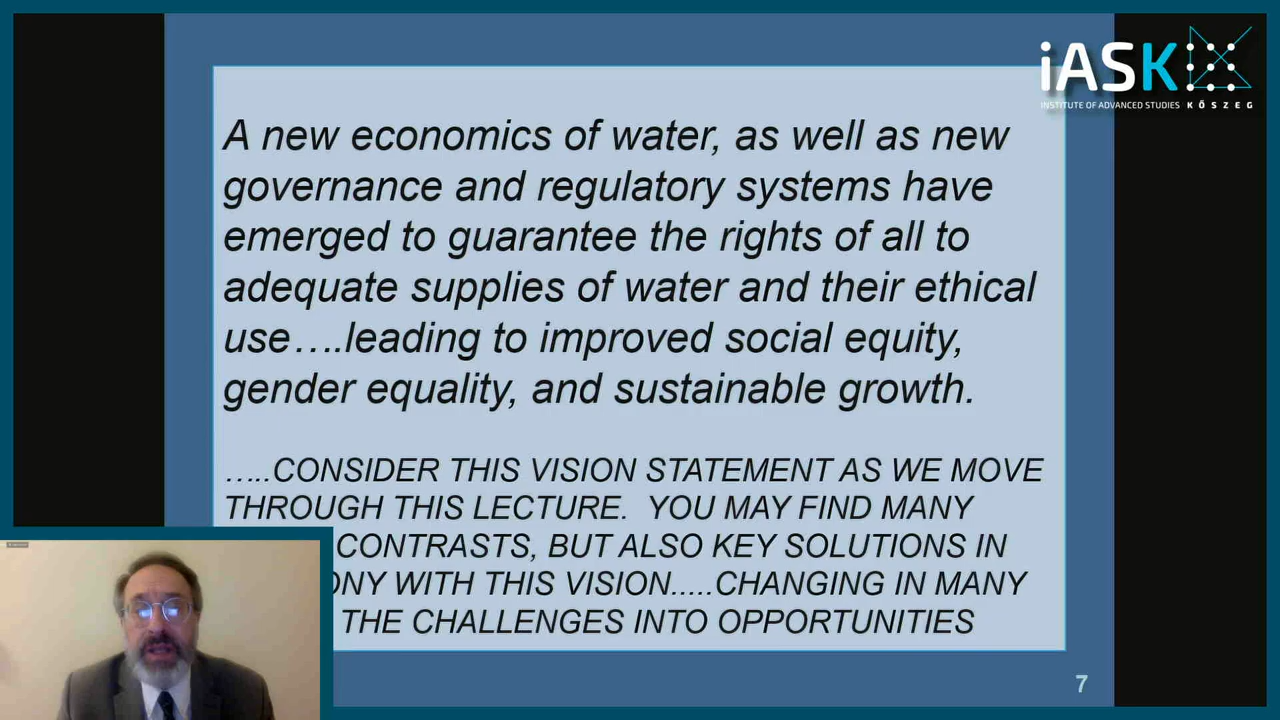 iASK
INSTITUTE OF ADVANCED STUDIES KŐSZEG
A new economics of water, as well as new
governance and regulatory systems have
emerged to guarantee the rights of all to
adequate supplies of water and their ethical
use….leading to improved social equity,
gender equality, and sustainable growth.
…..CONSIDER THIS VISION STATEMENT AS WE MOVE
THROUGH THIS LECTURE. YOU MAY FIND MANY
CONTRASTS, BUT ALSO KEY SOLUTIONS IN
ONY WITH THIS VISION.....CHANGING IN MANY
THE CHALLENGES INTO OPPORTUNITIES
7